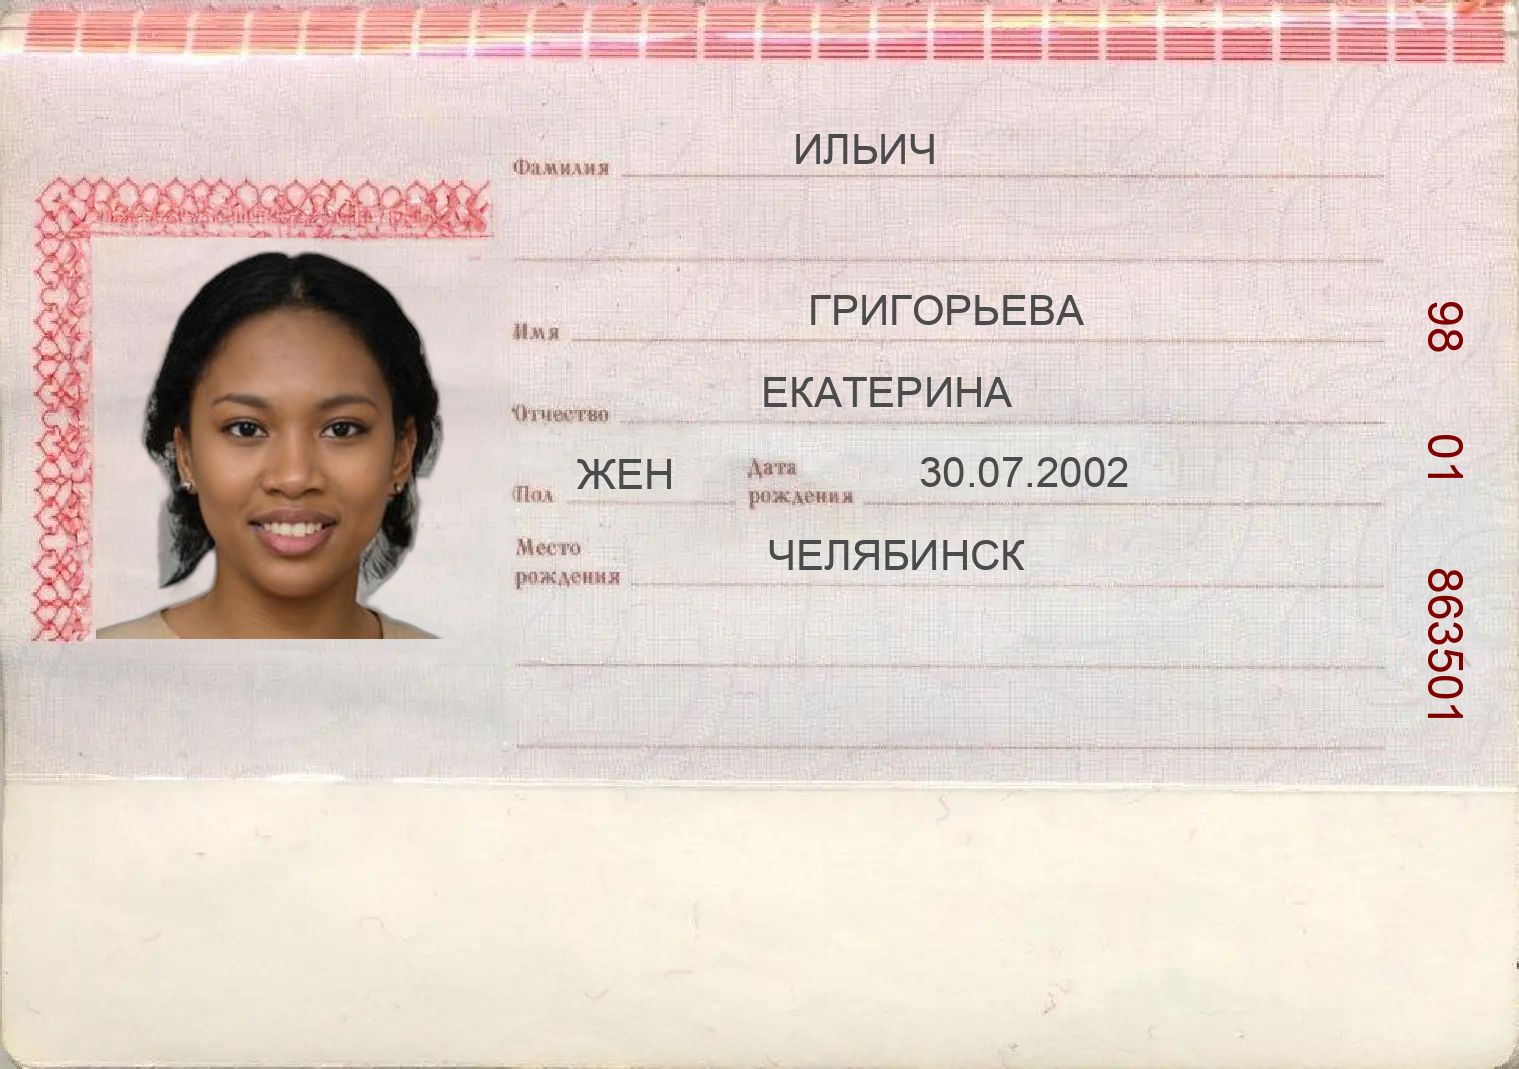 Фамилия ИЛЬИЧ
Имя ГРИГОРЬЕВА
Отчество ЕКАТЕРИНА
Пол ЖЕН Дата рождения 30.07.2002
Место рождения ЧЕЛЯБИНСК
98 01 863501